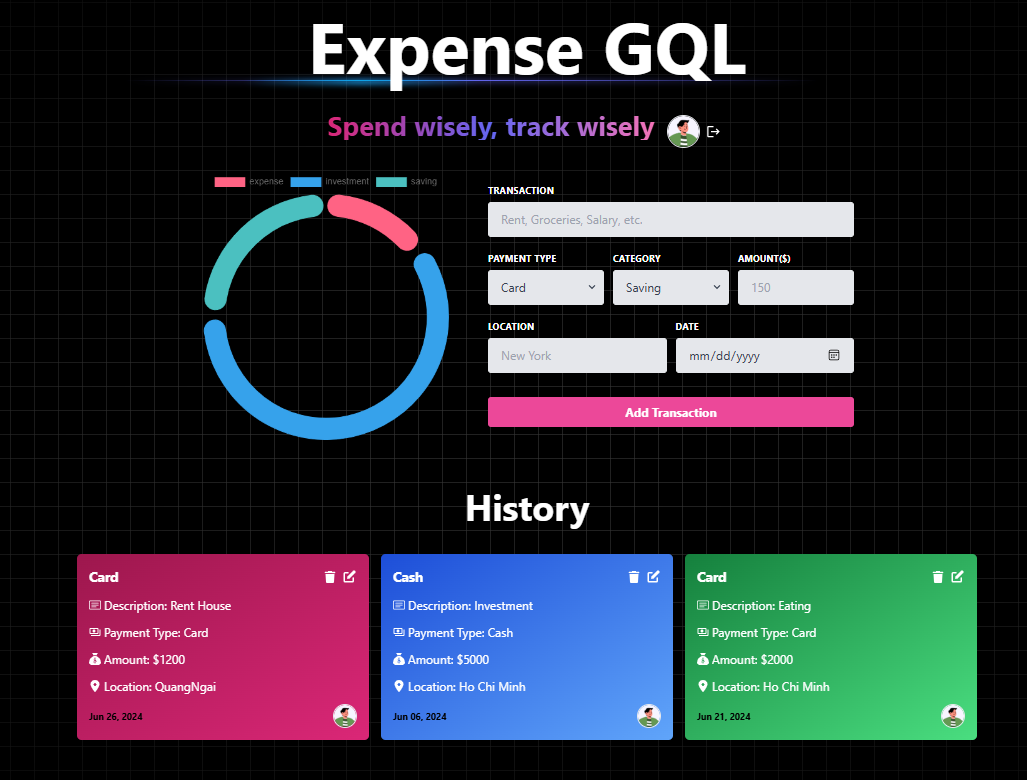 Expense GQL
Spend wisely, track wisely
expense investment saving
TRANSACTION
Rent, Groceries, Salary, etc.
PAYMENT TYPE CATEGORY AMOUNT($)
Card Saving 150
LOCATION DATE
New York mm/dd/yyyy
Add Transaction
History
Card
Description: Rent House
Payment Type: Card
Amount: $1200
Location: QuangNgai
Jun 26, 2024
Cash
Description: Investment
Payment Type: Cash
Amount: $5000
Location: Ho Chi Minh
Jun 06, 2024
Card
Description: Eating
Payment Type: Card
Amount: $2000
Location: Ho Chi Minh
Jun 21, 2024